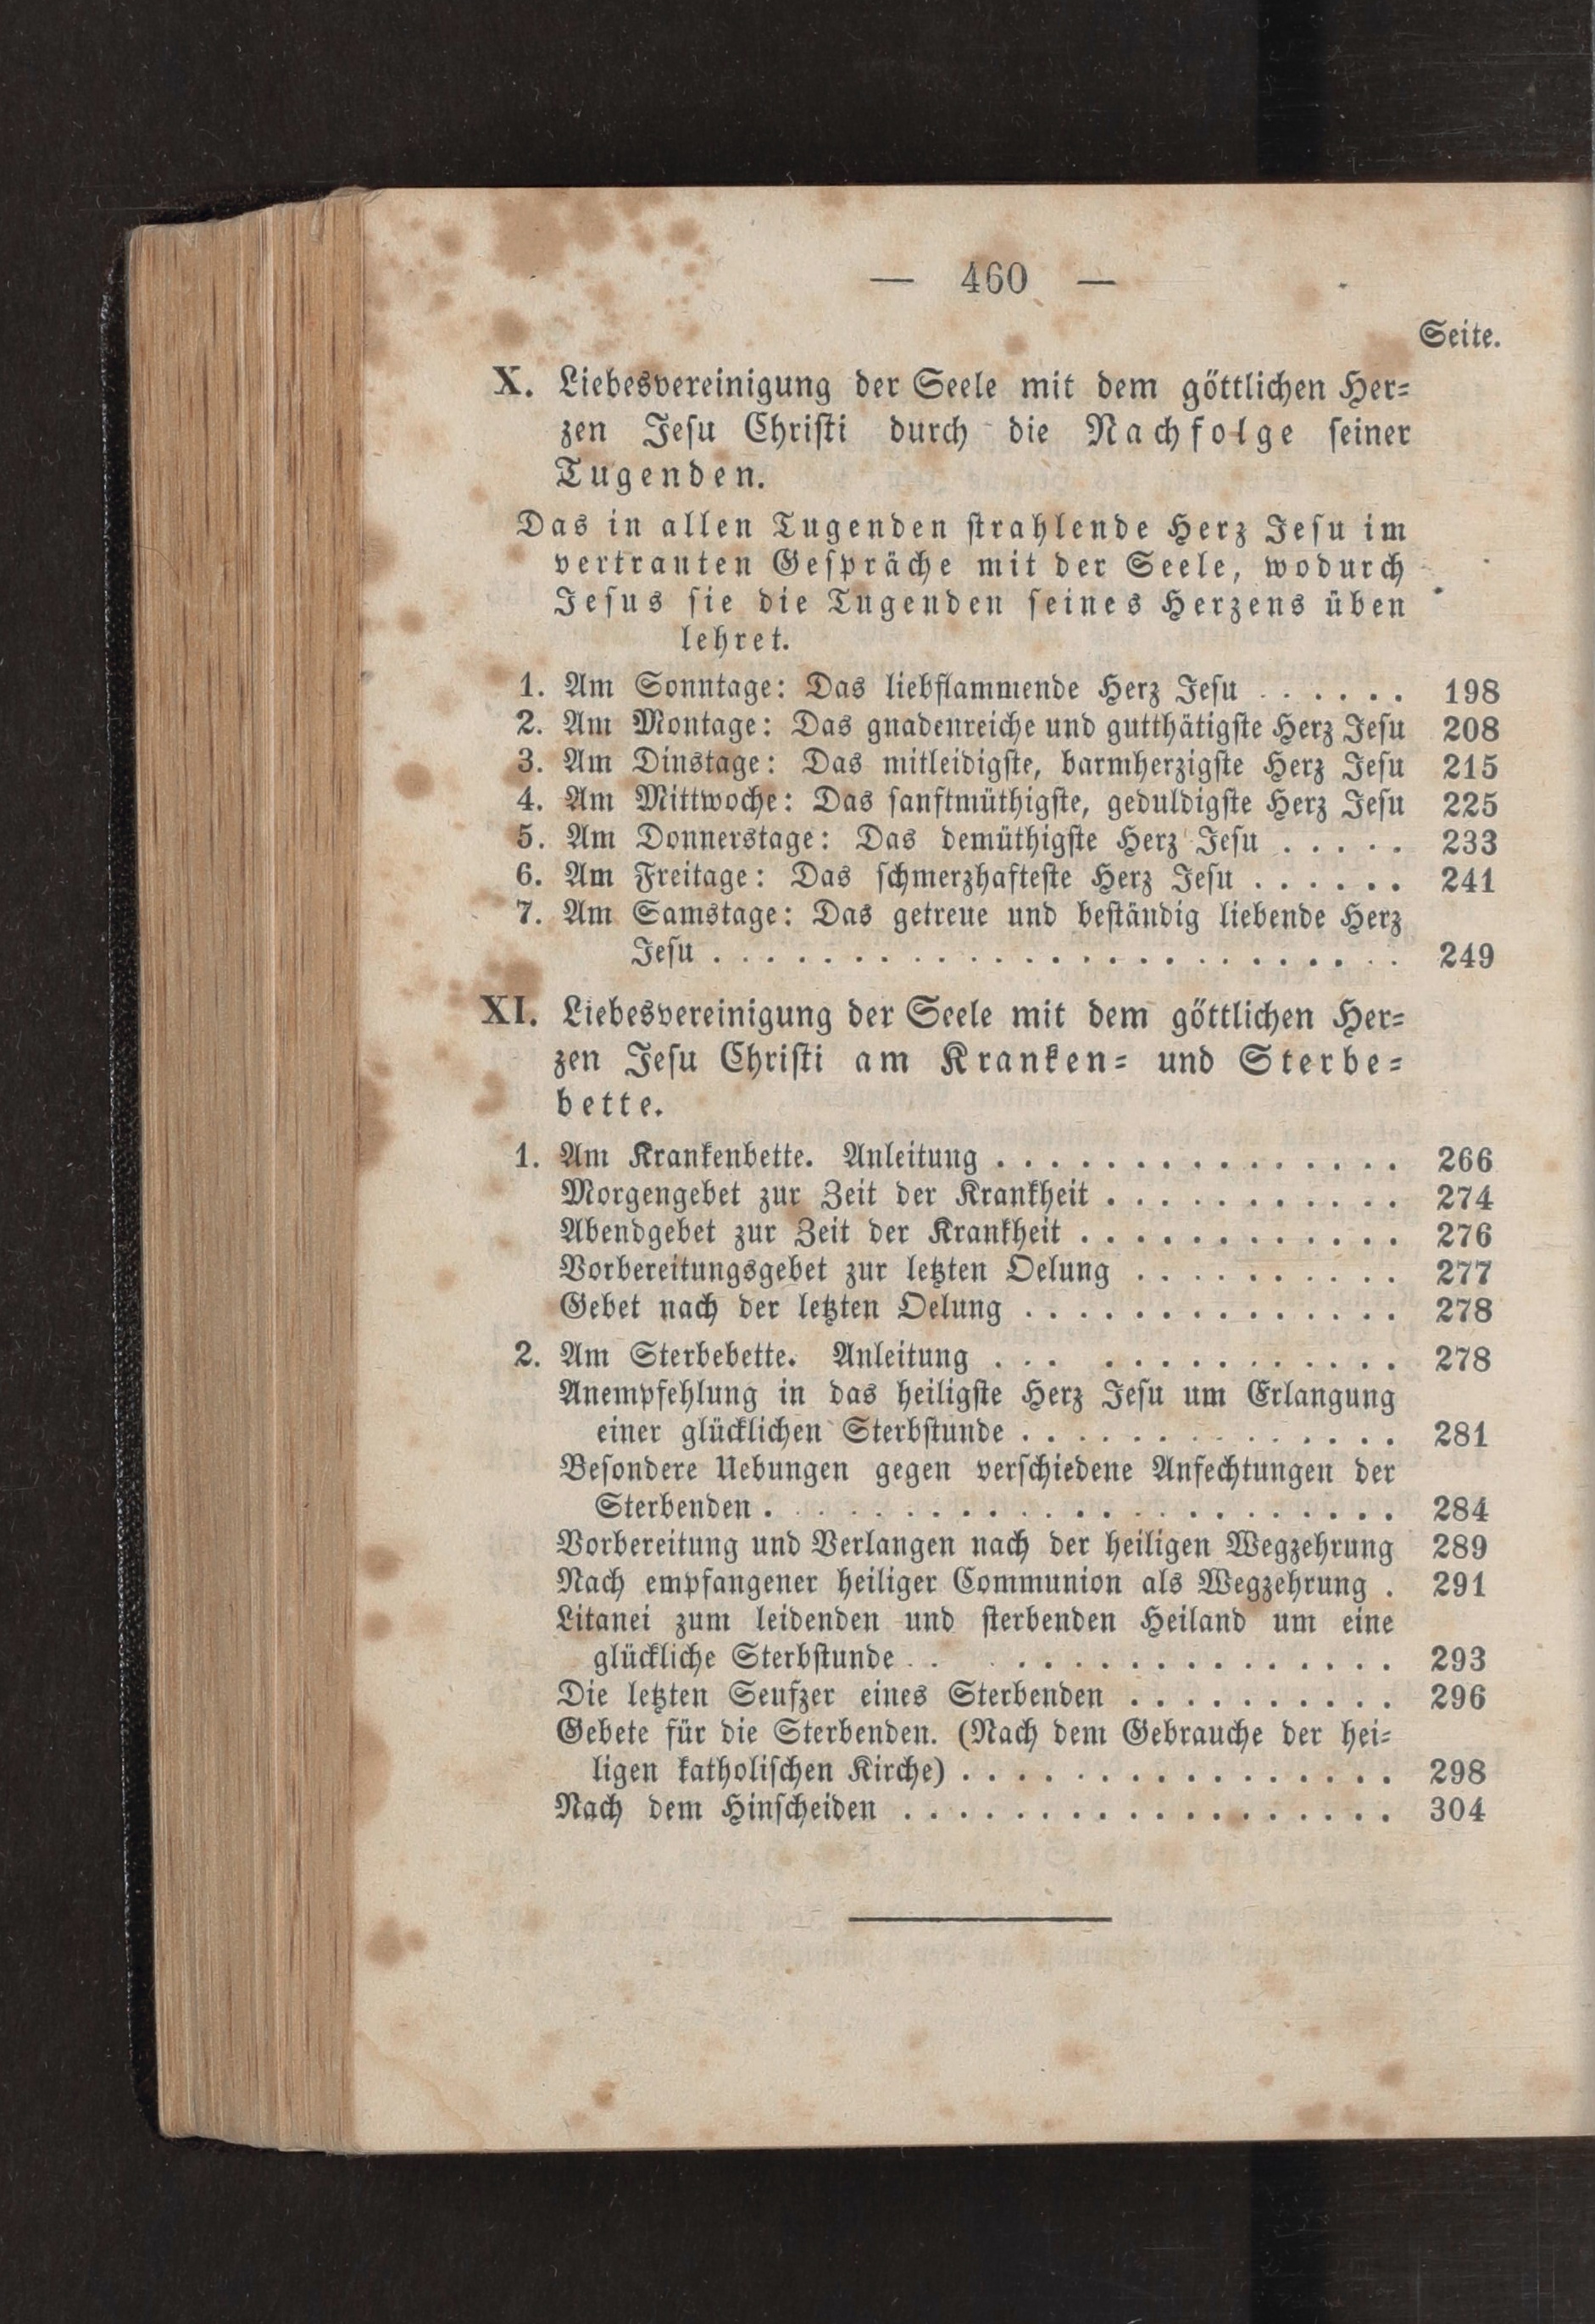 — 460 —
Seite.
X. Liebesvereinigung der Seele mit dem göttlichen Her-
zen Jesu Christi durch die Nachfolge seiner
Tugenden.
Das in allen Tugenden strahlende Herz Jesu im
vertrauten Gespräche mit der Seele, wodurch
Jesus sie die Tugenden seines Herzens üben
lehret.
1. Am Sonntage: Das liebflammende Herz Jesu . . . . . . 198
2. Am Montage: Das gnadenreiche und gutthätigste Herz Jesu 208
3. Am Dinstage: Das mitleidigste, barmherzigste Herz Jesu 215
4. Am Mittwoche: Das sanftmüthigste, geduldigste Herz Jesu 225
5. Am Donnerstage: Das demüthigste Herz Jesu . . . . . 233
6. Am Freitage: Das schmerzhafteste Herz Jesu . . . . . . 241
7. Am Samstage: Das getreue und beständig liebende Herz
Jesu . . . . . . . . . . . . . . . . . . . . . . . . . 249
XI. Liebesvereinigung der Seele mit dem göttlichen Her-
zen Jesu Christi am Kranken- und Sterbe-
bette.
1. Am Krankenbette. Anleitung . . . . . . . . . . . . . . . 266
Morgengebet zur Zeit der Krankheit . . . . . . . . . . . 274
Abendgebet zur Zeit der Krankheit . . . . . . . . . . . . 276
Vorbereitungsgebet zur letzten Oelung . . . . . . . . . . 277
Gebet nach der letzten Oelung . . . . . . . . . . . . . . 278
2. Am Sterbebette. Anleitung . . . . . . . . . . . . . . 278
Anempfehlung in das heiligste Herz Jesu um Erlangung
einer glücklichen Sterbstunde . . . . . . . . . . . . . . 281
Besondere Uebungen gegen verschiedene Anfechtungen der
Sterbenden . . . . . . . . . . . . . . . . . . . . . . . 284
Vorbereitung und Verlangen nach der heiligen Wegzehrung 289
Nach empfangener heiliger Communion als Wegzehrung . 291
Litanei zum leidenden und sterbenden Heiland um eine
glückliche Sterbstunde . . . . . . . . . . . . . . . . 293
Die letzten Seufzer eines Sterbenden . . . . . . . . . . 296
Gebete für die Sterbenden. (Nach dem Gebrauche der hei-
ligen katholischen Kirche) . . . . . . . . . . . . . . . . 298
Nach dem Hinscheiden . . . . . . . . . . . . . . . . . . 304